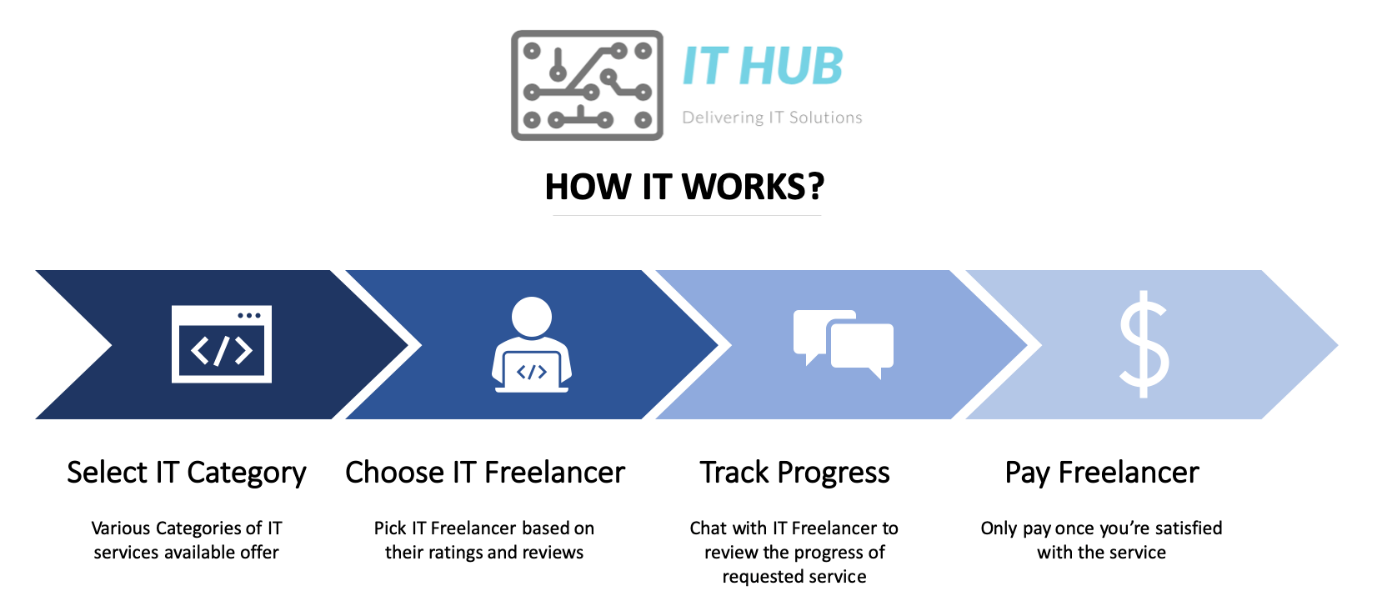 IT HUB
Delivering IT Solutions
HOW IT WORKS?
</>
</>
$
Select IT Category
Various Categories of IT
services available offer
Choose IT Freelancer
Pick IT Freelancer based on
their ratings and reviews
Track Progress
Chat with IT Freelancer to
review the progress of
requested service
Pay Freelancer
Only pay once you're satisfied
with the service